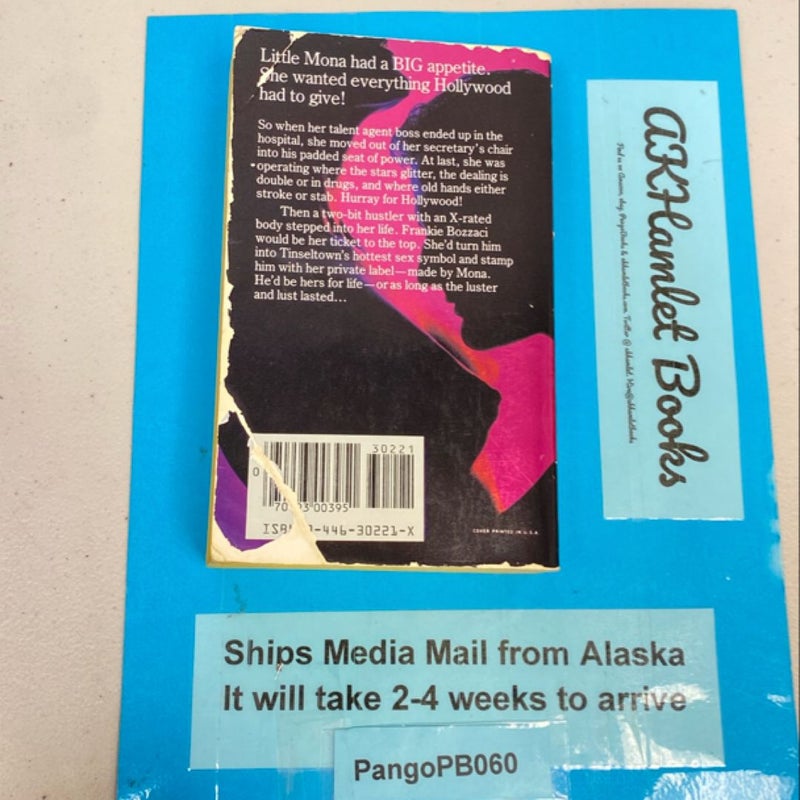 Little Mona had a BIG appetite.
She wanted everything Hollywood
had to give!
So when her talent agent boss ended up in the
hospital, she moved out of her secretary's chair
into his padded seat of power. At last, she was
operating where the stars glitter, the dealing is
double or in drugs, and where old hands either
stroke or stab. Hurray for Hollywood!
Then a two-bit hustler with an X-rated
body stepped into her life. Frankie Bozzaci
would be her ticket to the top. She'd turn him
into Tinseltown's hottest sex symbol and stamp
him with her private label—made by Mona.
He'd be hers for life—or as long as the luster
and lust lasted...
30221
0
00395
446-30221-X
COVER PRINTED IN U.S.A.
AKHamlet Books
Ships Media Mail from Alaska
It will take 2-4 weeks to arrive
PangoPB060